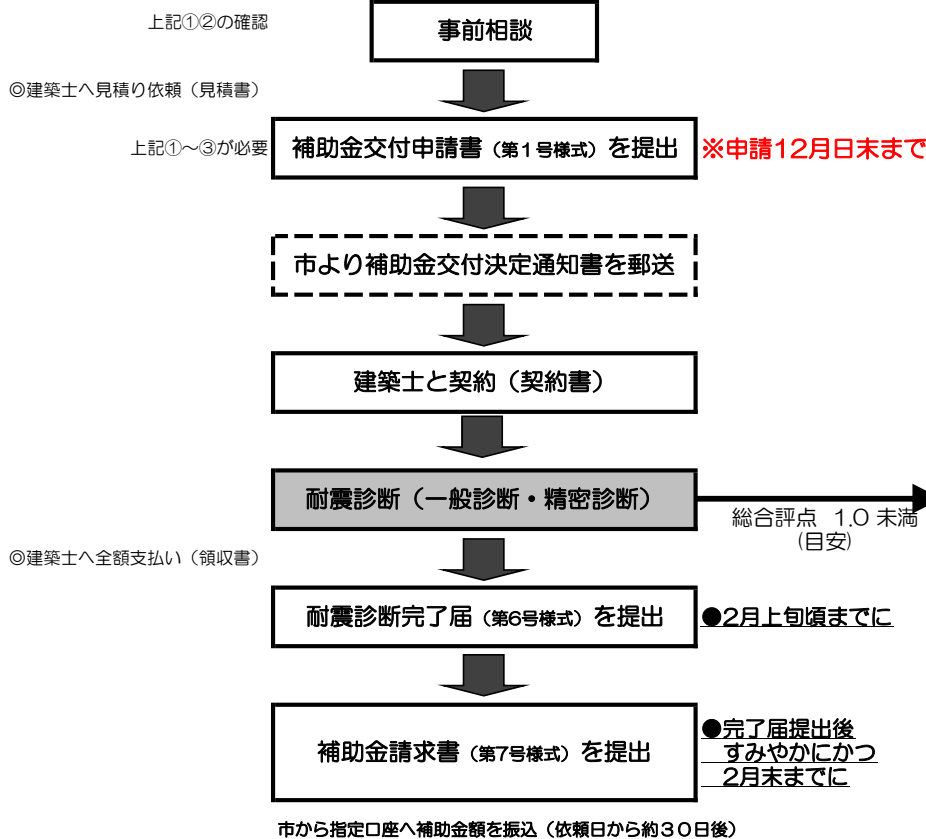 上記①②の確認
事前相談
◎建築士へ見積り依頼（見積書）
上記①～③が必要
補助金交付申請書（第１号様式）を提出
※申請12月日末まで
市より補助金交付決定通知書を郵送
建築士と契約（契約書）
耐震診断（一般診断・精密診断）
総合評点 1.0 未満
(目安)
◎建築士へ全額支払い（領収書）
耐震診断完了届（第6号様式）を提出
●2月上旬頃までに
補助金請求書（第7号様式）を提出
●完了届提出後
すみやかにかつ
2月末までに
市から指定口座へ補助金額を振込（依頼日から約３０日後）